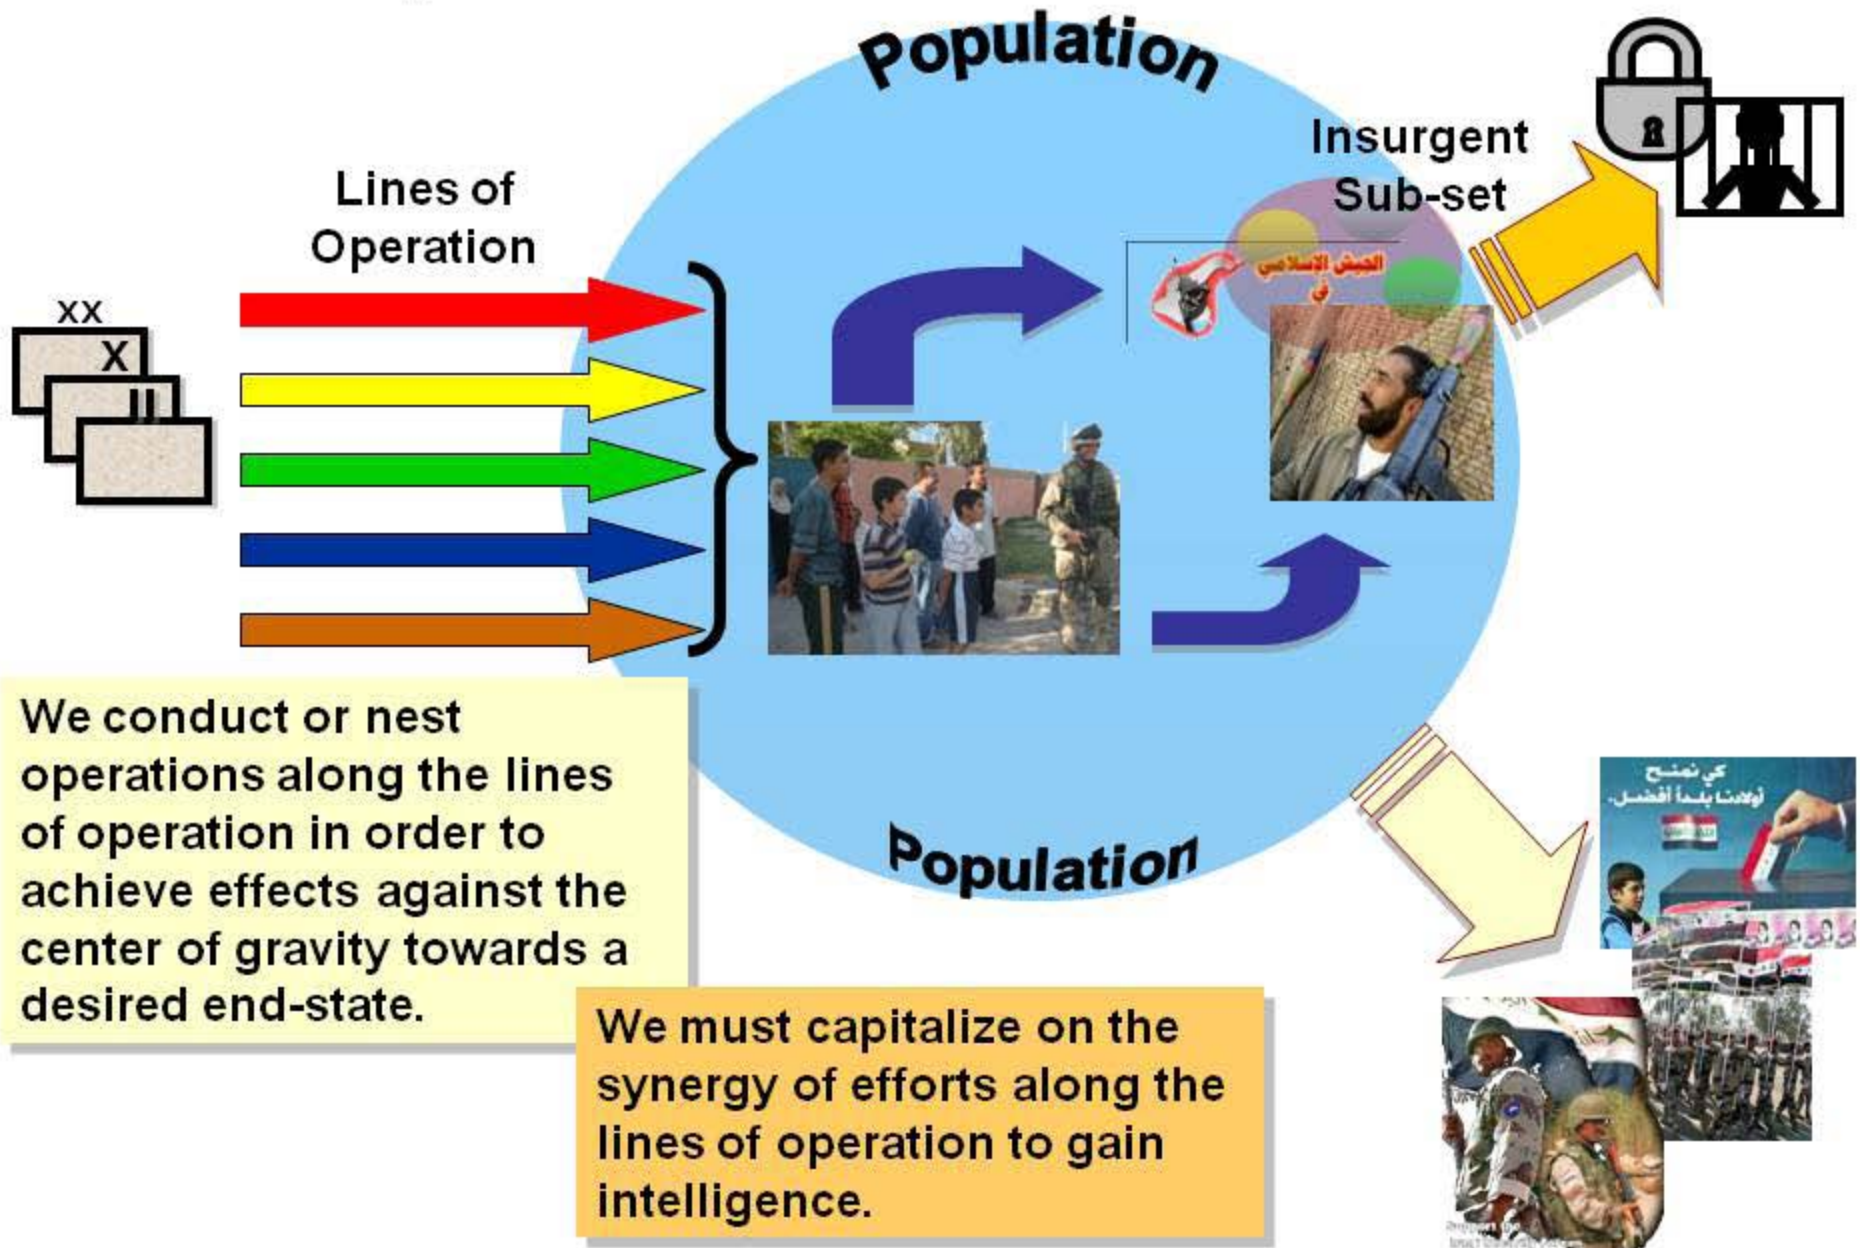 Population
Insurgent
Sub-set
Lines of
Operation
xx
X
II
الجيش الإسلامي
في
We conduct or nest
operations along the lines
of operation in order to
achieve effects against the
center of gravity towards a
desired end-state.
Population
كي نمنح
أولادنا بلداً أفضل.
We must capitalize on the
synergy of efforts along the
lines of operation to gain
intelligence.
Support the